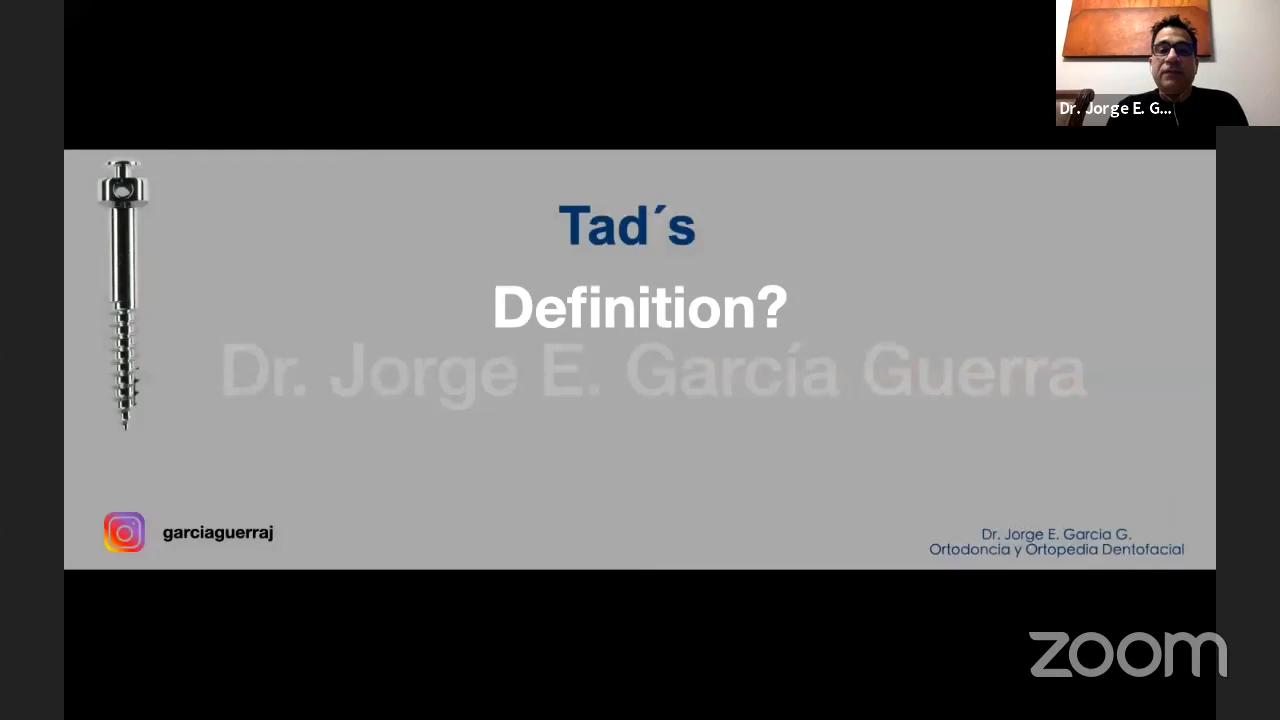 Dr. Jorge E. G...
Tad´s
Definition?
Dr. Jorge E. García Guerra
garciaguerraj
Dr. Jorge E. Garcia G.
Ortodoncia y Ortopedia Dentofacial
zoom